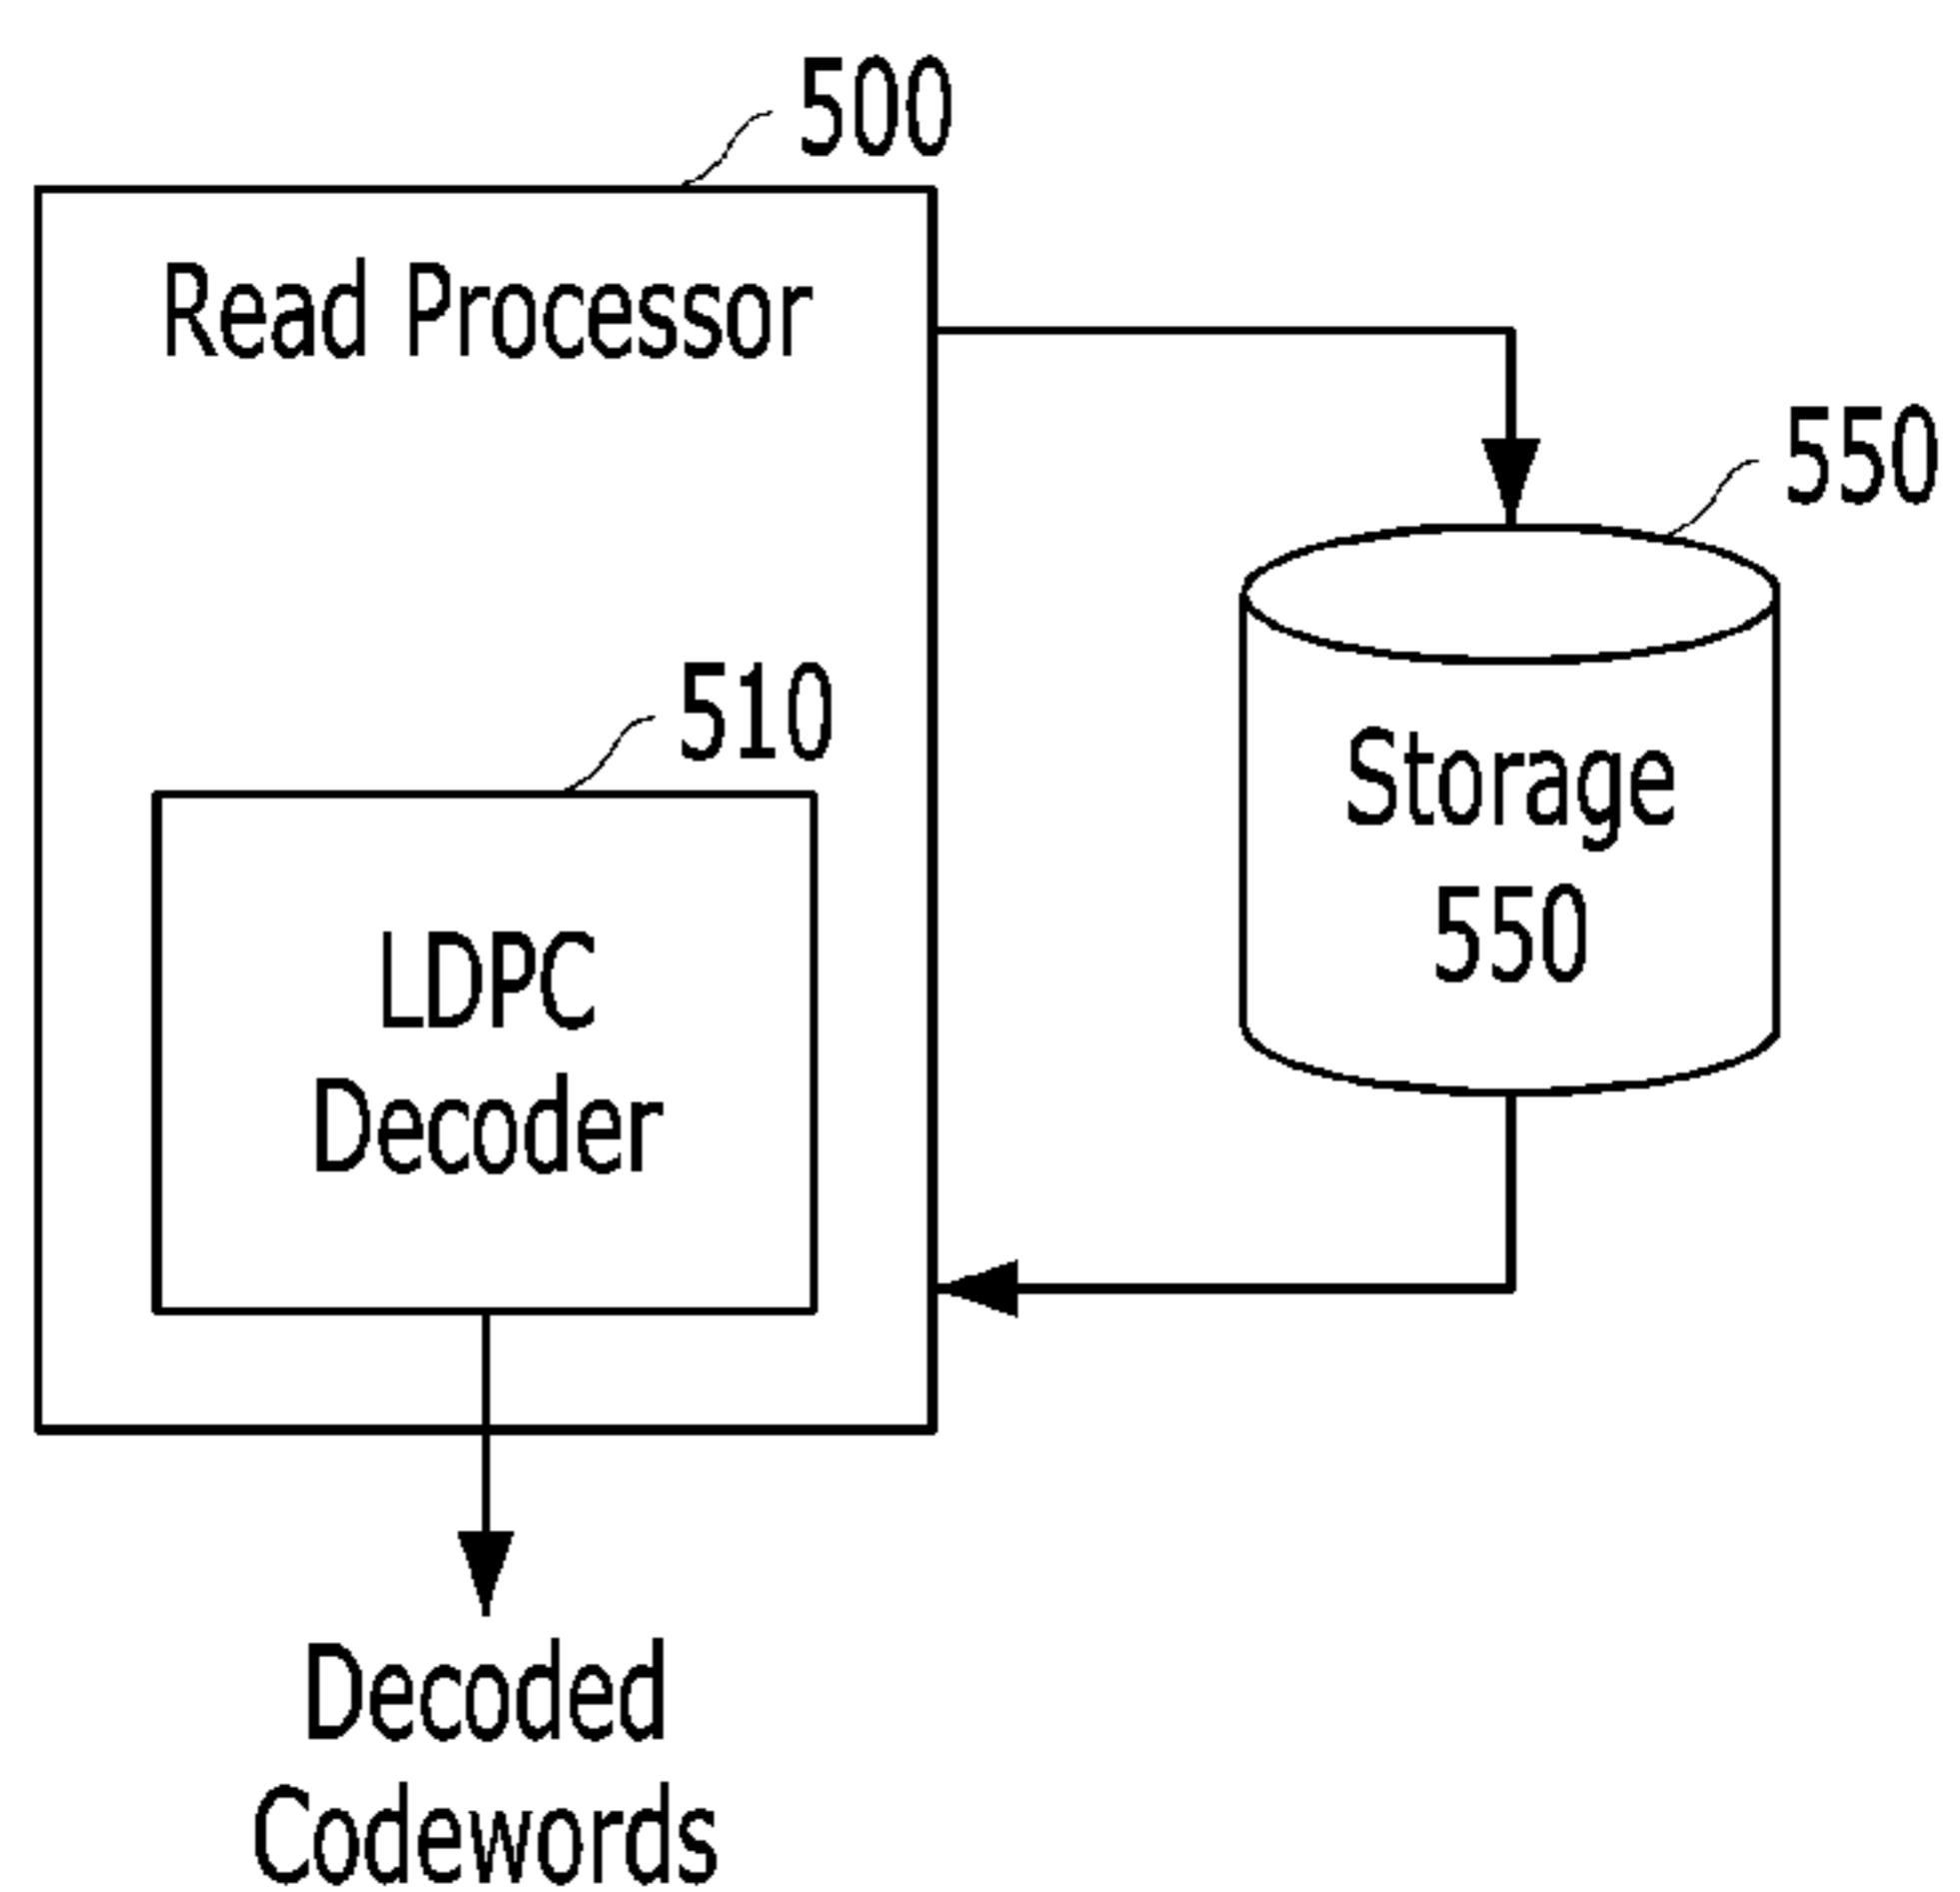 500
Read Processor
550
510
Storage
550
LDPC
Decoder
Decoded
Codewords